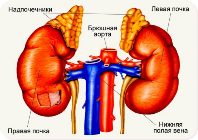 Надпочечники
Левая почка
Брюшная
аорта
Правая почка
Нижняя
полая вена